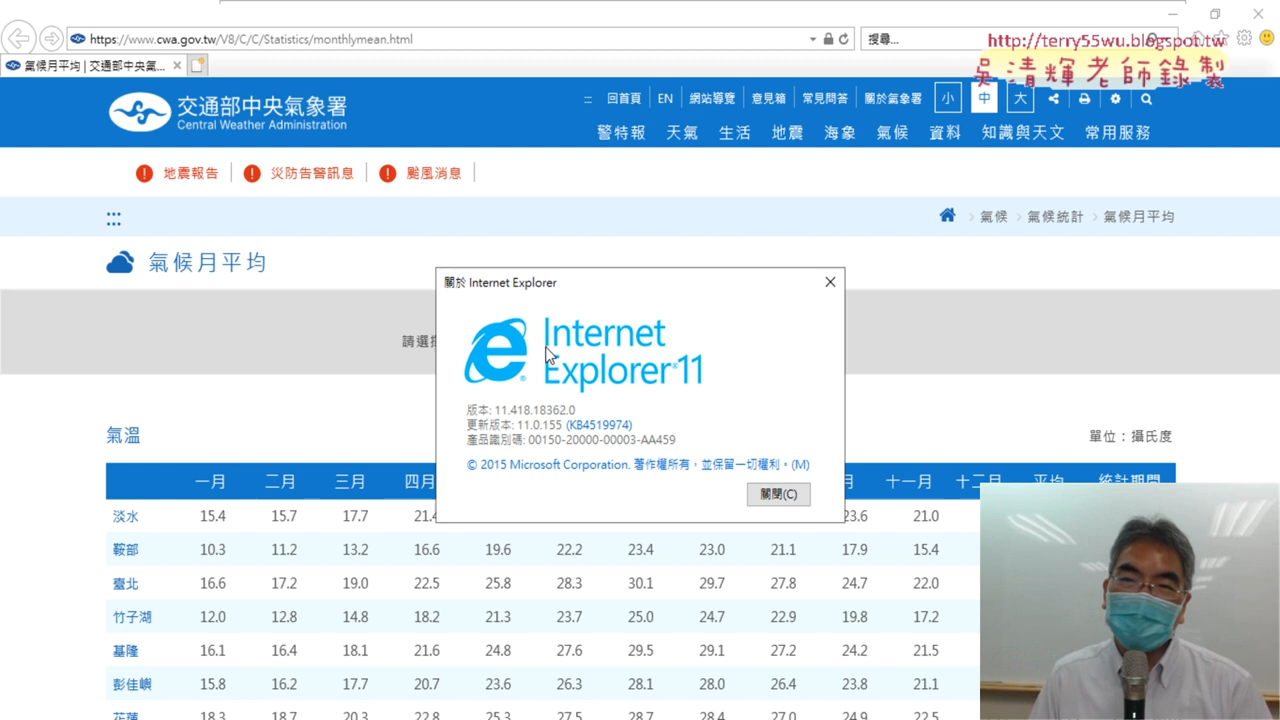 https://www.cwa.gov.tw/V8/C/C/Statistics/monthlymean.html
搜尋...
http://terry55wu.blogspot.tw
吳清輝老師錄製
氣候月平均 | 交通部中央氣...
交通部中央氣象署
Central Weather Administration
::: 回首頁 EN 網站導覽 意見箱 常見問答 關於氣象署 小 中 大
警特報 天氣 生活 地震 海象 氣候 資料 知識與天文 常用服務
地震報告 災防告警訊息 颱風消息
:::
氣候 > 氣候統計 > 氣候月平均
氣候月平均
請選
關於 Internet Explorer
Internet
Explorer 11
版本: 11.418.18362.0
更新版本: 11.0.155 (KB4519974)
產品識別碼: 00150-20000-00003-AA459
© 2015 Microsoft Corporation. 著作權所有，並保留一切權利。(M)
關閉(C)
氣溫
單位：攝氏度
一月 二月 三月 四月 月 十一月 十二月 平均 統計期間
淡水 15.4 15.7 17.7 21.4 23.6 21.0
鞍部 10.3 11.2 13.2 16.6 19.6 22.2 23.4 23.0 21.1 17.9 15.4
臺北 16.6 17.2 19.0 22.5 25.8 28.3 30.1 29.7 27.8 24.7 22.0
竹子湖 12.0 12.8 14.8 18.2 21.3 23.7 25.0 24.7 22.9 19.8 17.2
基隆 16.1 16.4 18.1 21.6 24.8 27.6 29.5 29.1 27.2 24.2 21.5
彭佳嶼 15.8 16.2 17.7 20.7 23.6 26.3 28.1 28.0 26.4 23.8 21.1
花蓮 18.3 18.7 20.3 22.8 25.3 27.5 28.7 28.4 27.0 24.9 22.5